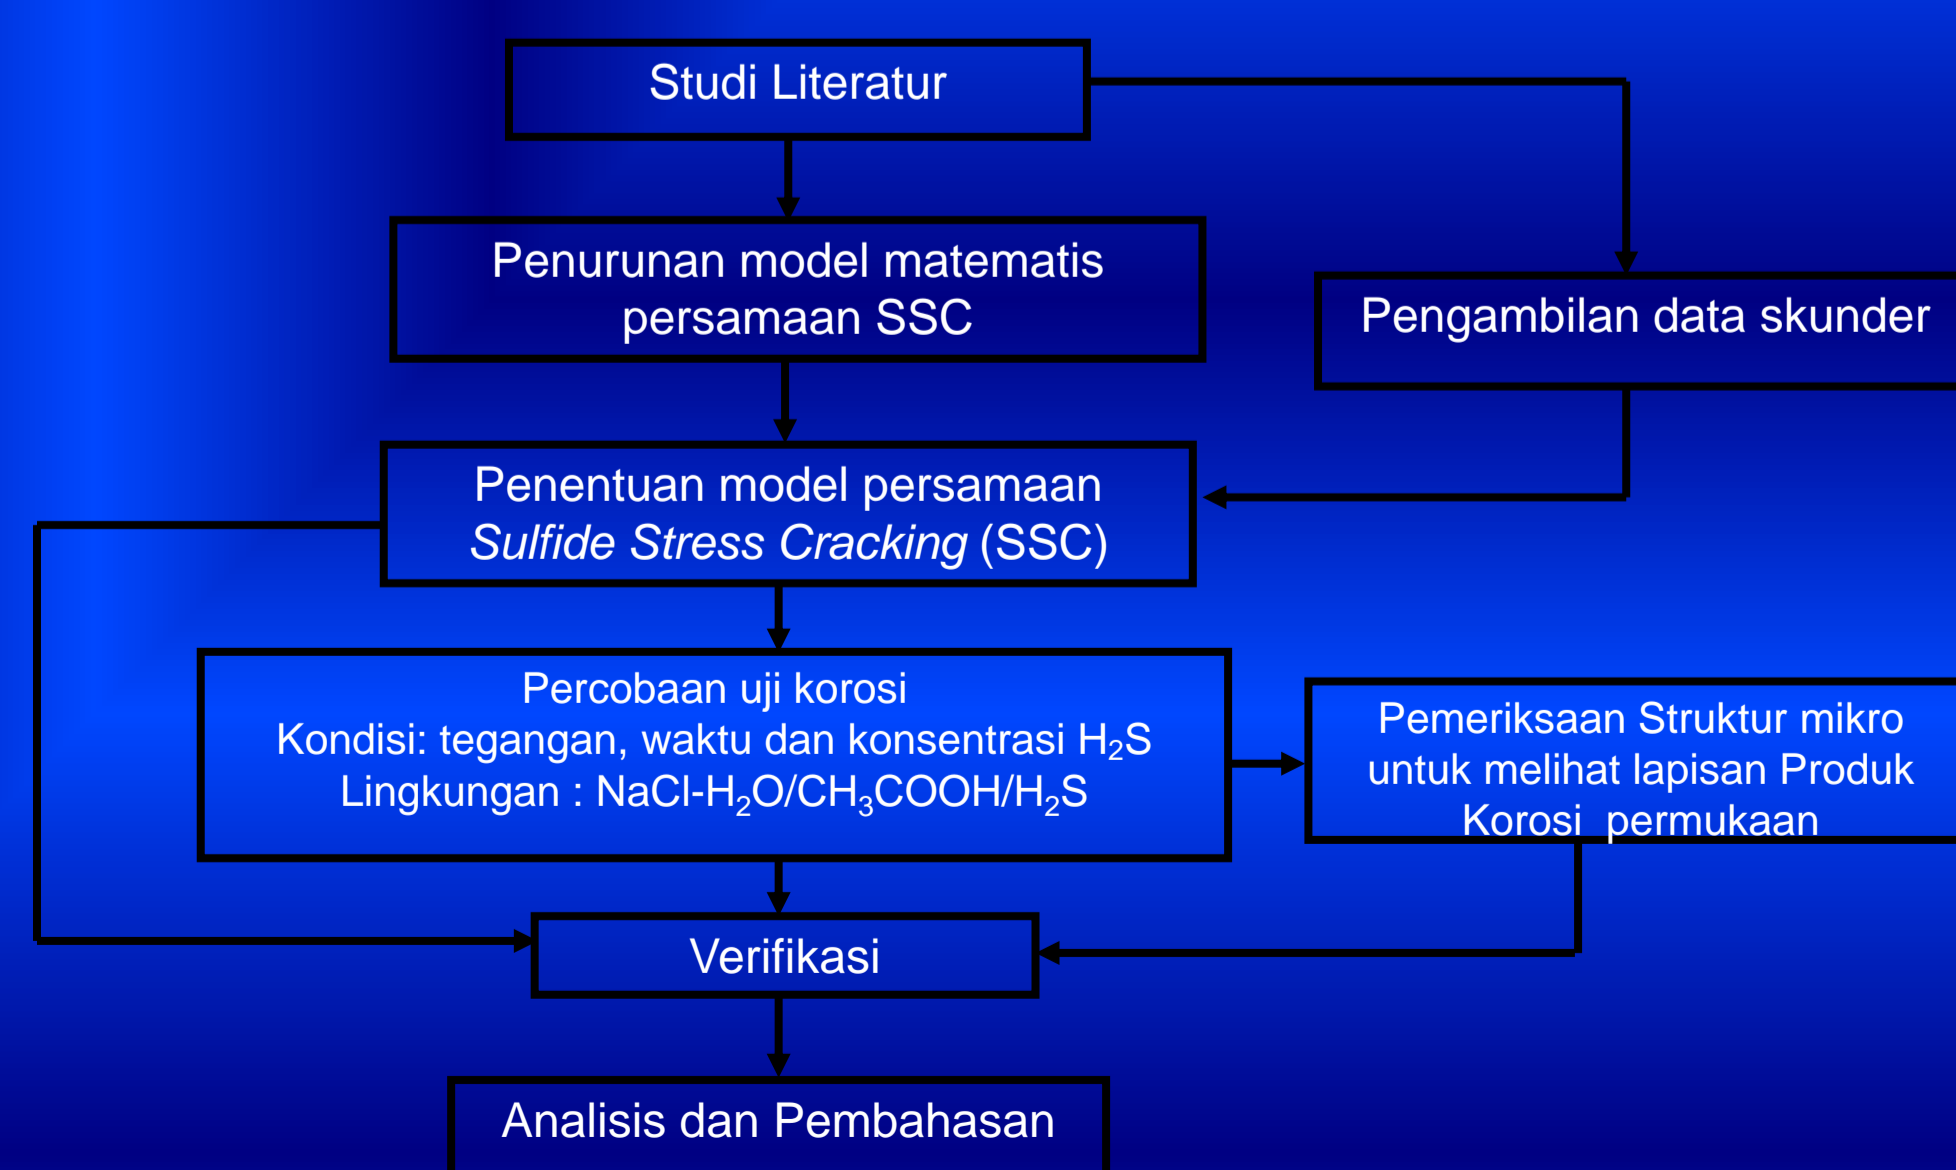 Studi Literatur
Penurunan model matematis
persamaan SSC
Pengambilan data skunder
Penentuan model persamaan
Sulfide Stress Cracking (SSC)
Percobaan uji korosi
Kondisi: tegangan, waktu dan konsentrasi H₂S
Lingkungan : NaCl-H₂O/CH₃COOH/H₂S
Pemeriksaan Struktur mikro
untuk melihat lapisan Produk
Korosi permukaan
Verifikasi
Analisis dan Pembahasan